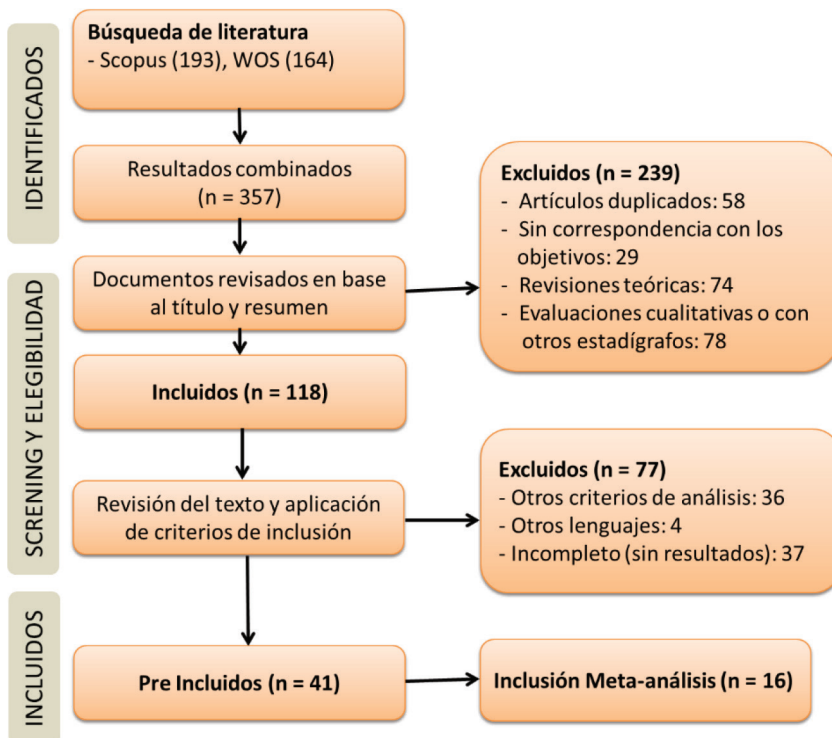 IDENTIFICADOS
Búsqueda de literatura
- Scopus (193), WOS (164)
Resultados combinados
(n = 357)
SCREENING Y ELEGIBILIDAD
Documentos revisados en base
al título y resumen
Excluidos (n = 239)
- Artículos duplicados: 58
- Sin correspondencia con los
objetivos: 29
- Revisiones teóricas: 74
- Evaluaciones cualitativas o con
otros estadígrafos: 78
Incluidos (n = 118)
Revisión del texto y aplicación
de criterios de inclusión
Excluidos (n = 77)
- Otros criterios de análisis: 36
- Otros lenguajes: 4
- Incompleto (sin resultados): 37
INCLUIDOS
Pre Incluidos (n = 41)
Inclusión Meta-análisis (n = 16)